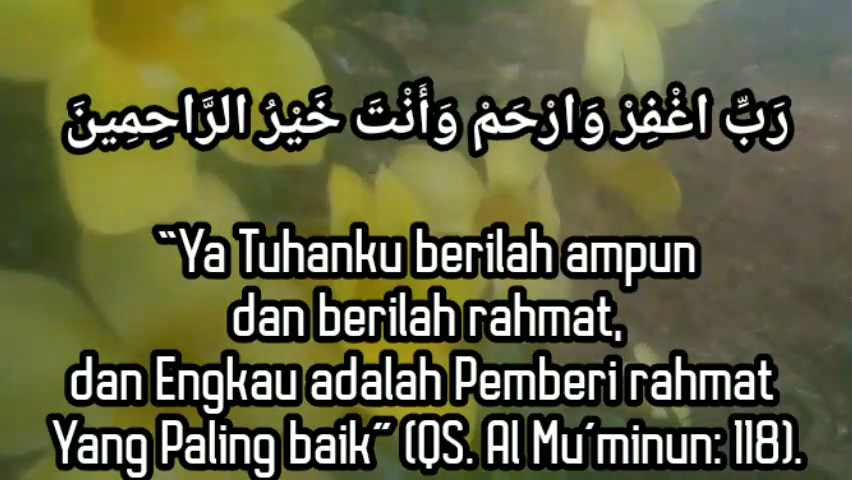 رَبِّ اغْفِرْ وَارْحَمْ وَأَنْتَ خَيْرُ الرَّاحِمِينَ
“Ya Tuhanku berilah ampun
dan berilah rahmat,
dan Engkau adalah Pemberi rahmat
Yang Paling baik” (QS. Al Mu’minun: 118).